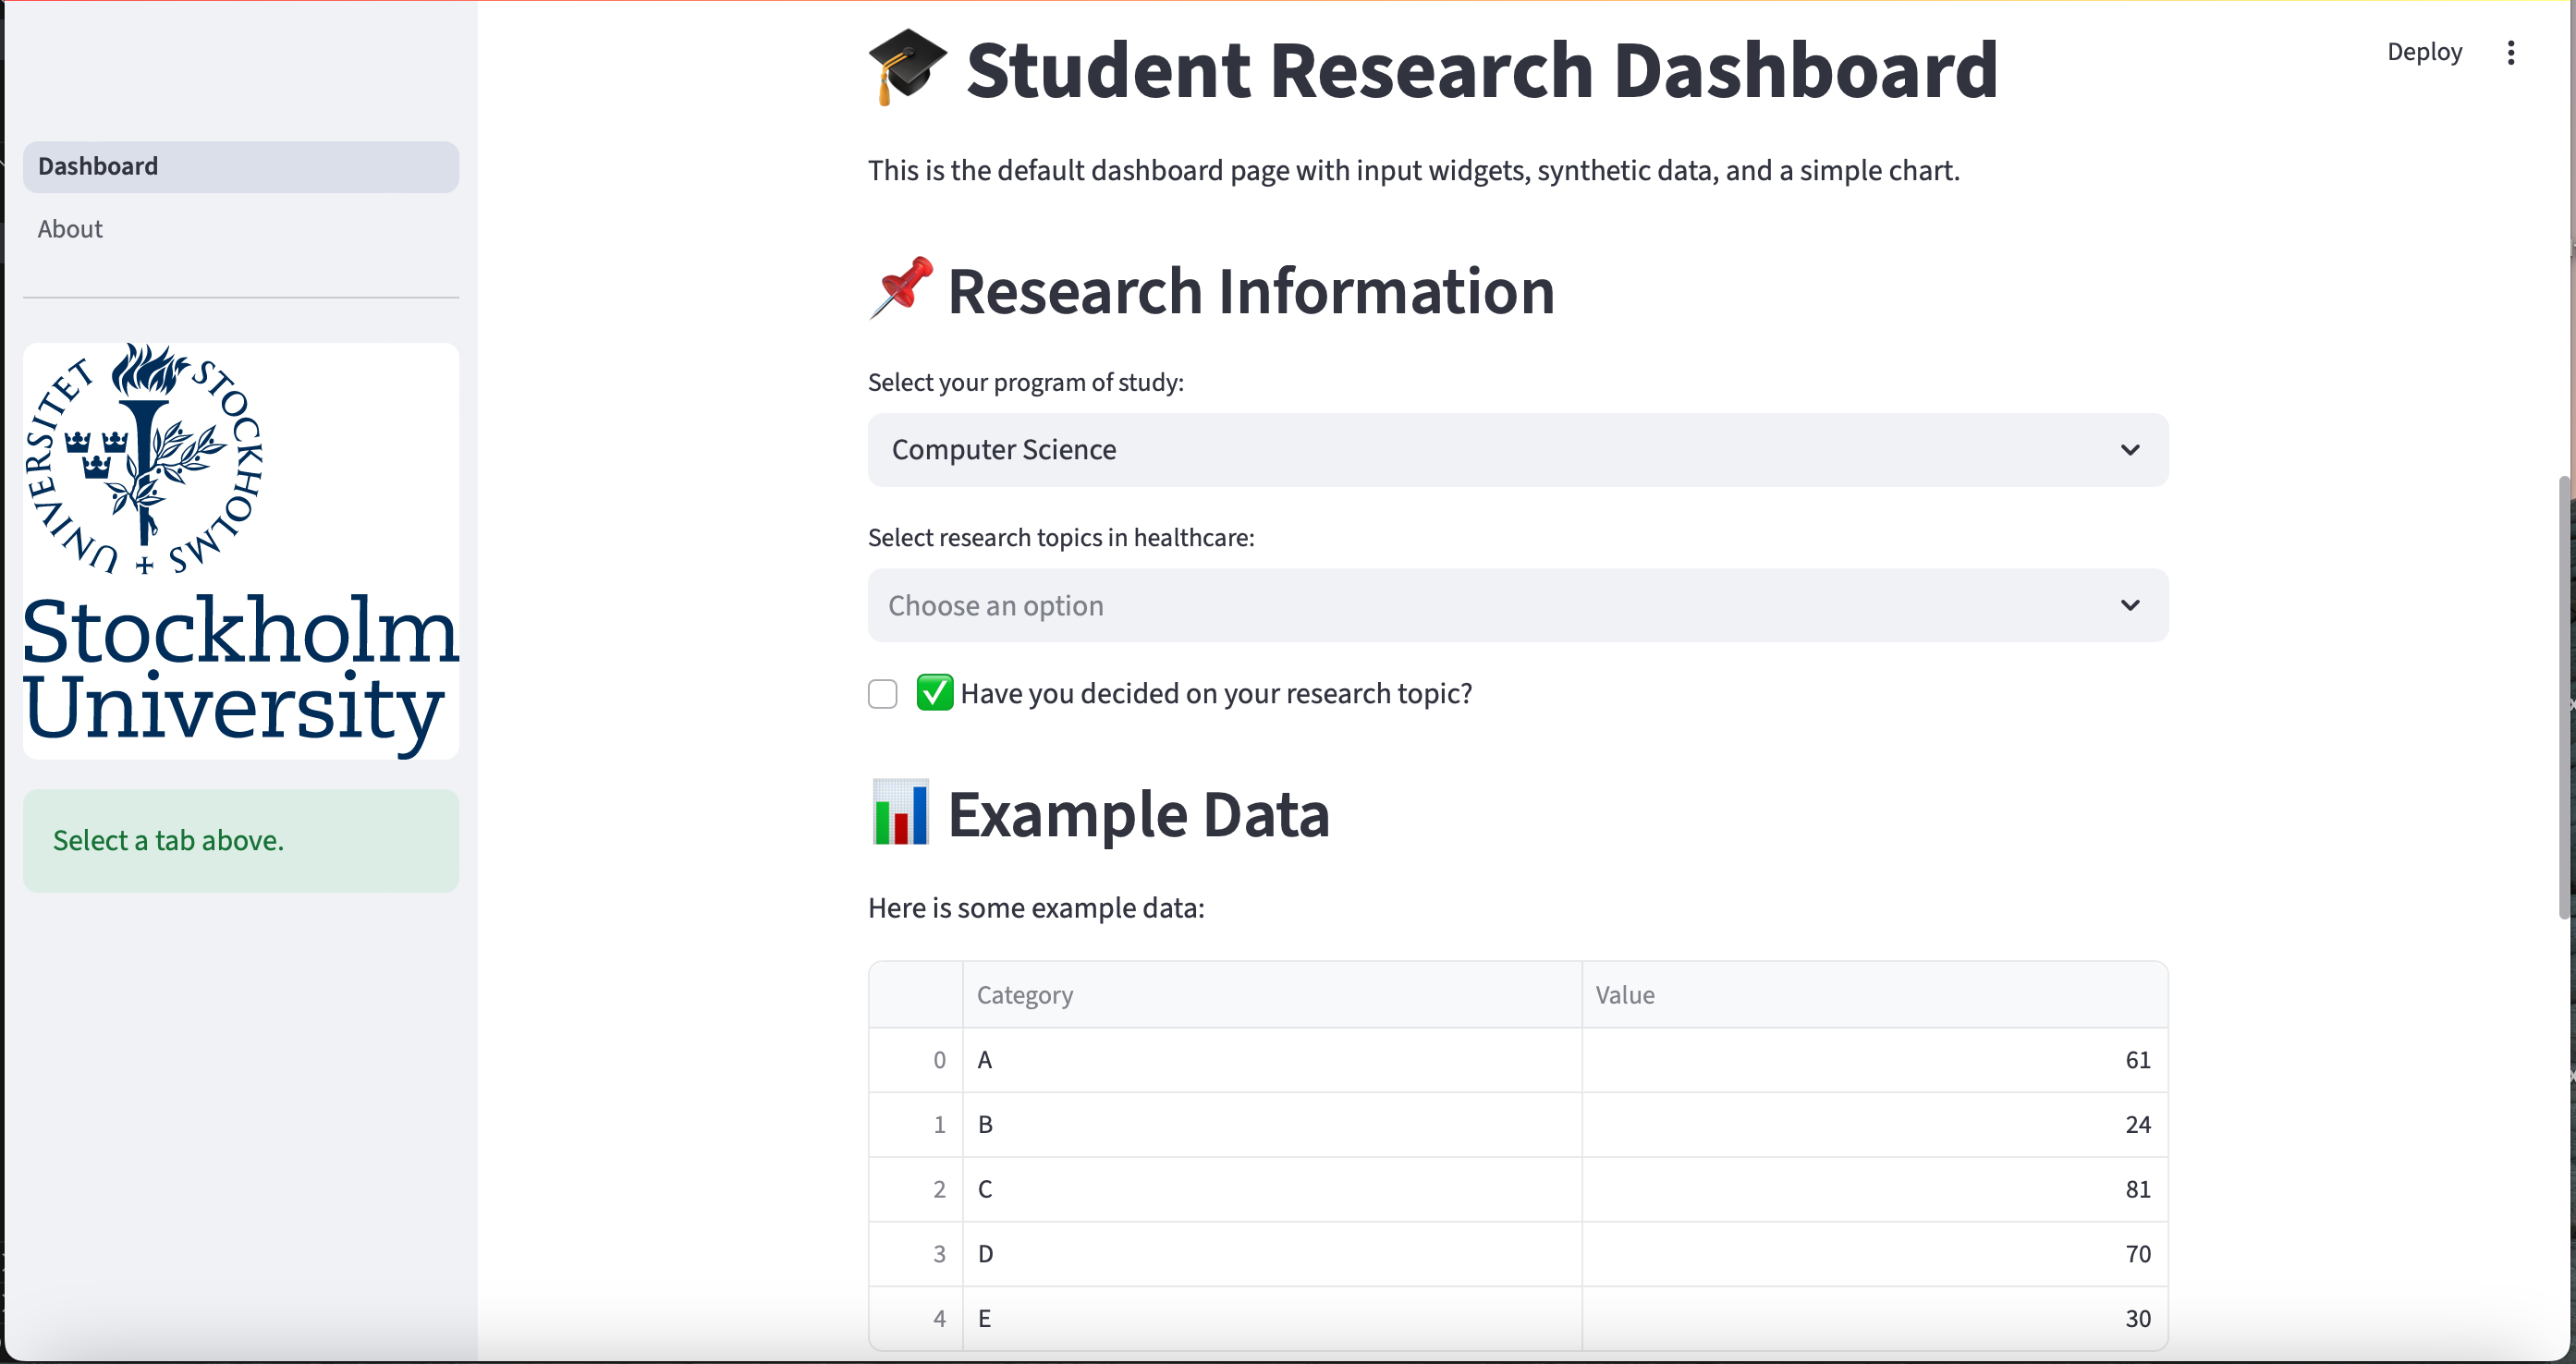 Deploy
🎓 Student Research Dashboard
This is the default dashboard page with input widgets, synthetic data, and a simple chart.
Dashboard
About
STOCKHOLMS UNIVERSITET
Stockholm
University
Select a tab above.
📌 Research Information
Select your program of study:
Computer Science
Select research topics in healthcare:
Choose an option
✅ Have you decided on your research topic?
📊 Example Data
Here is some example data:
Category Value
0 A 61
1 B 24
2 C 81
3 D 70
4 E 30